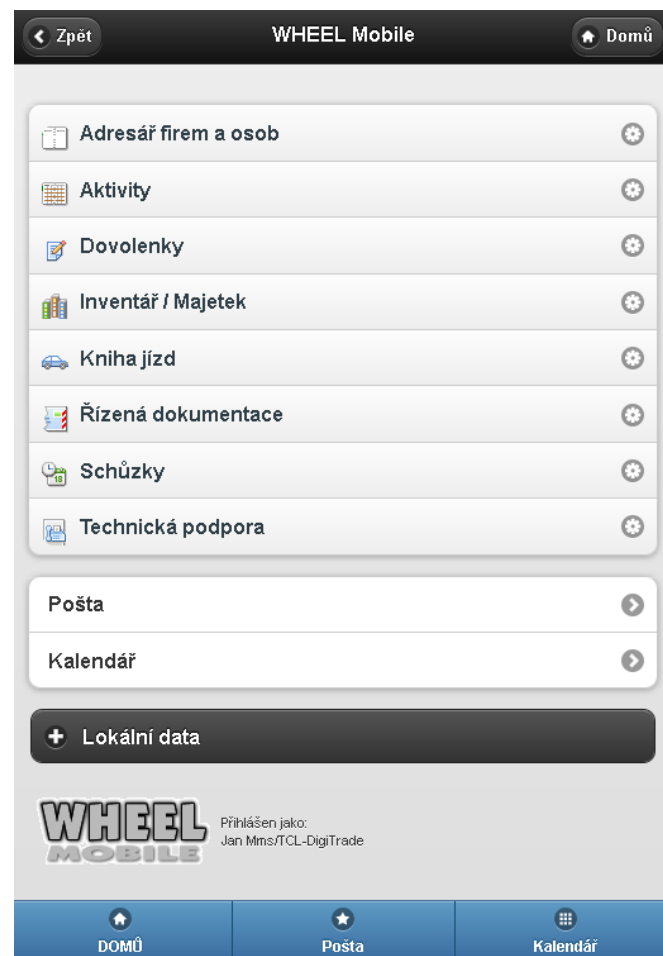 Zpět
WHEEL Mobile
Domů
Adresář firem a osob
Aktivity
Dovolenky
Inventář / Majetek
Kniha jízd
Řízená dokumentace
Schůzky
Technická podpora
Pošta
Kalendář
Lokální data
WHEEL
MOBILE
Přihlášen jako:
Jan Mms/TCL-DigiTrade
DOMŮ
Pošta
Kalendář